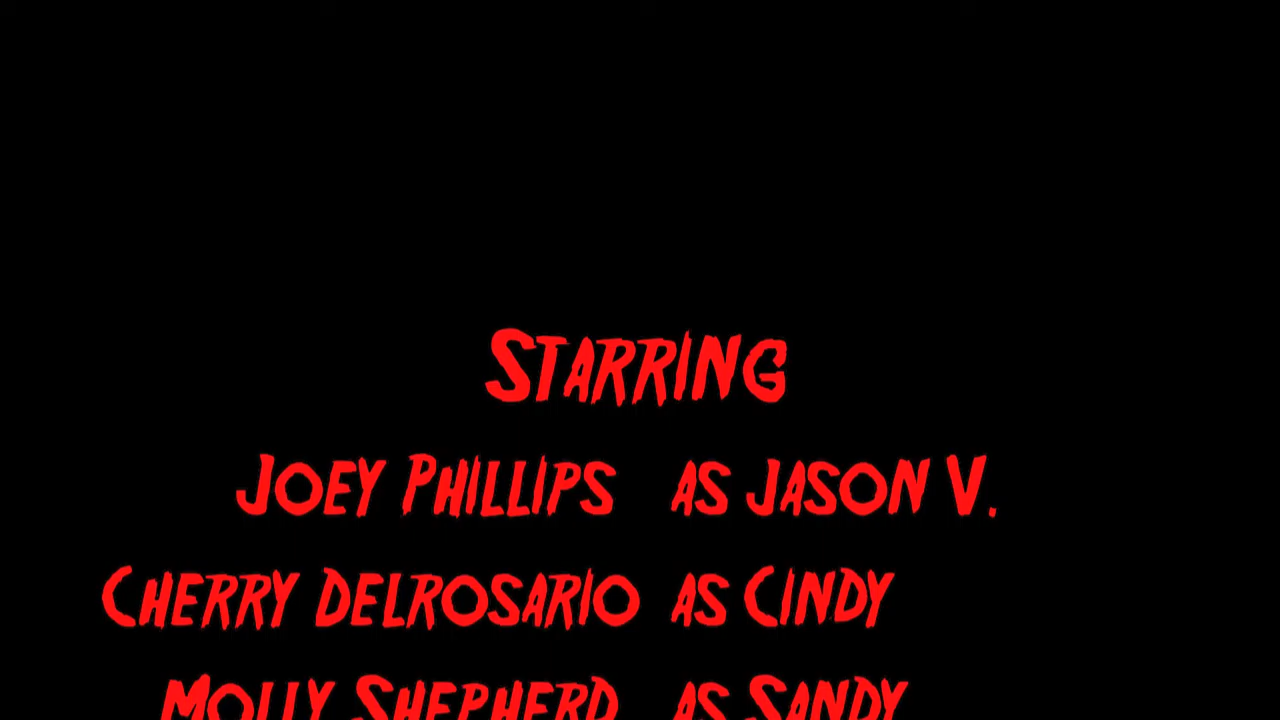 Starring
Joey Phillips as Jason V.
Cherry Delrosario as Cindy
Molly Shepherd as Sandy